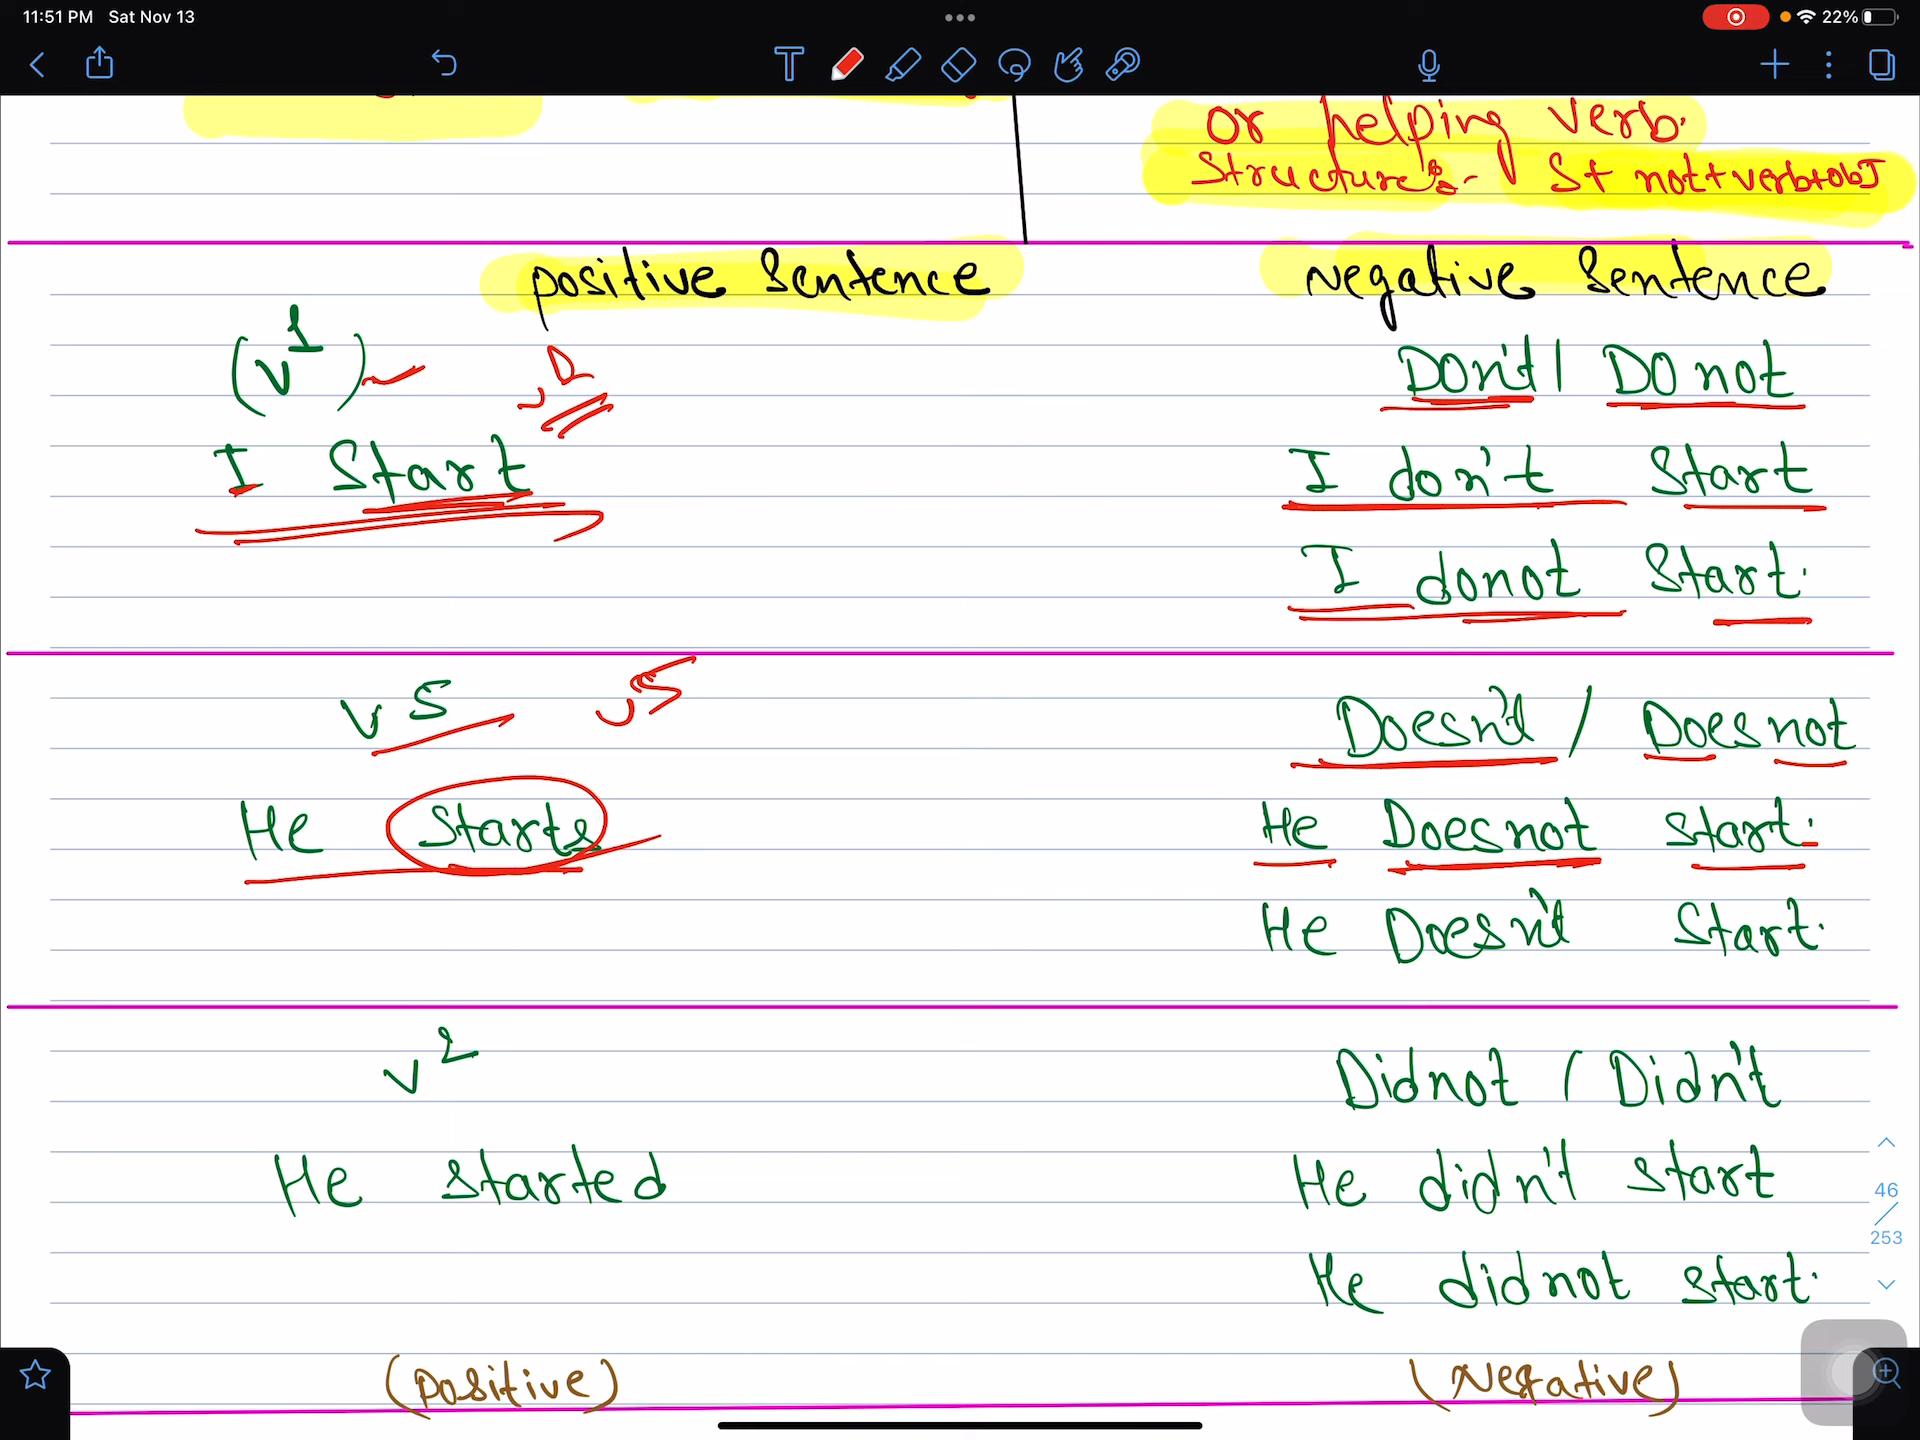 11:51 PM Sat Nov 13
22%
or helping verb.
Structure:- S+ not+verb+obJ
positive Sentence Negative Sentence
(V1) Don't / DO not
I Start I don't Start
I donot Start.
V5 V5 Doesn't / Does not
He Starts He Doesnot Start.
He Doesn't Start.
V2 Didnot / Didn't
He started He didn't start
46
253
He didnot start.
(positive) (Negative)